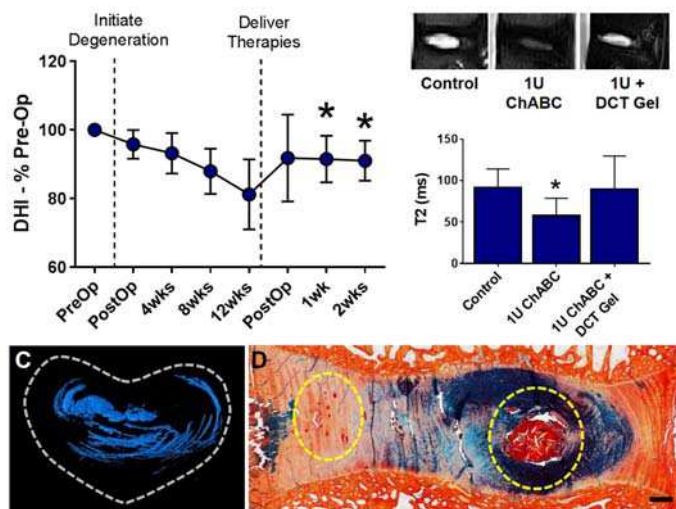 Initiate
Degeneration
Deliver
Therapies
DHI - % Pre-Op
120
100
80
60
PreOp
PostOp
4wks
8wks
12wks
PostOp
1wk
2wks
*
*
Control
1U
ChABC
1U +
DCT Gel
T2 (ms)
150
100
50
0
*
Control
1U ChABC
1U ChABC +
DCT Gel
C
D